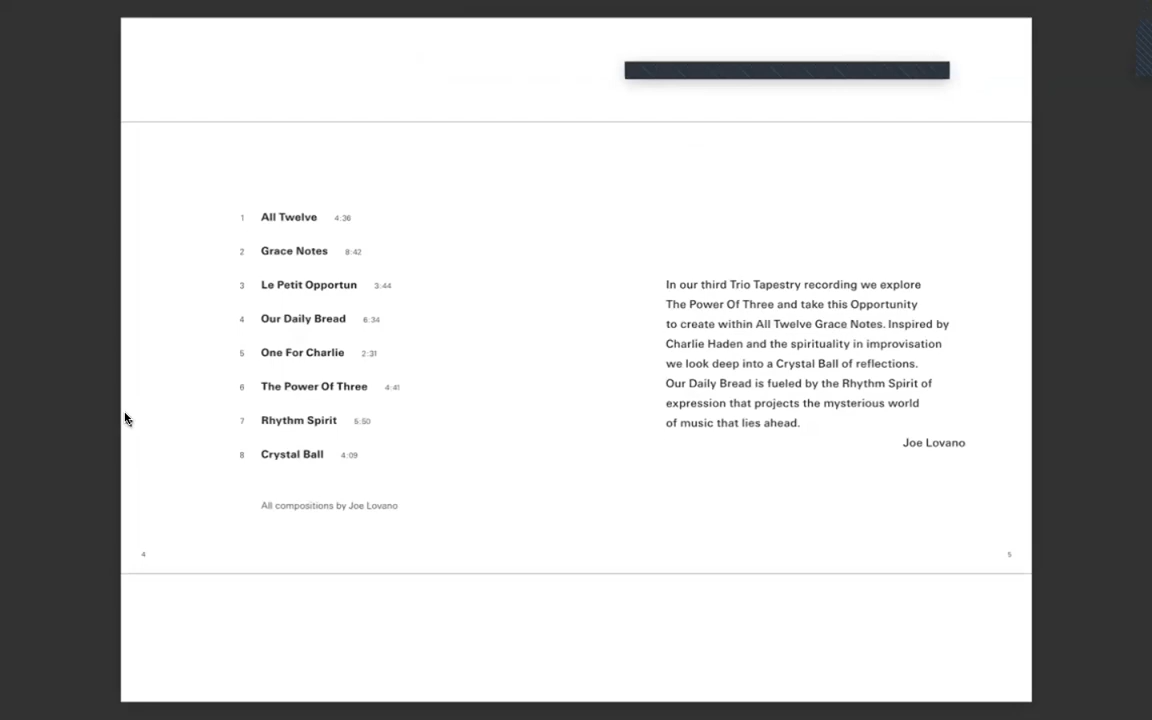 1 All Twelve 4:36
2 Grace Notes 8:42
3 Le Petit Opportun 3:44
4 Our Daily Bread 6:34
5 One For Charlie 2:31
6 The Power Of Three 4:41
7 Rhythm Spirit 5:50
8 Crystal Ball 4:09
All compositions by Joe Lovano
4
In our third Trio Tapestry recording we explore
The Power Of Three and take this Opportunity
to create within All Twelve Grace Notes. Inspired by
Charlie Haden and the spirituality in improvisation
we look deep into a Crystal Ball of reflections.
Our Daily Bread is fueled by the Rhythm Spirit of
expression that projects the mysterious world
of music that lies ahead.
Joe Lovano
5